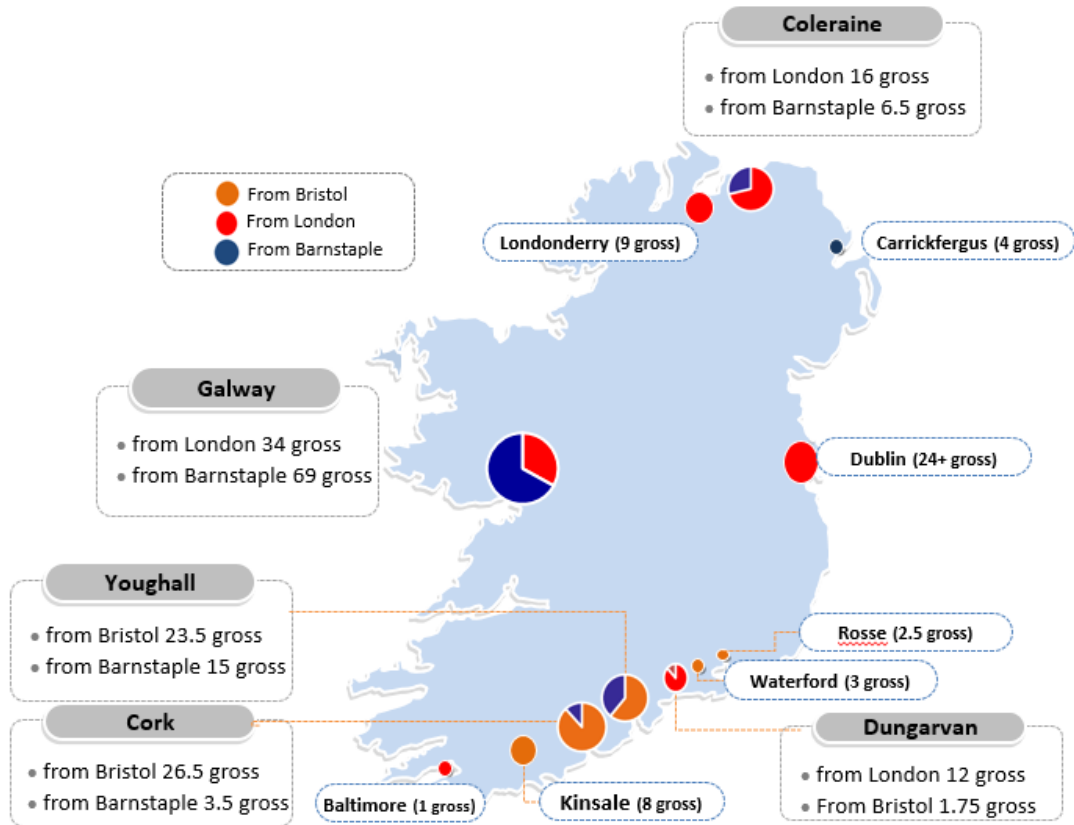 Coleraine
from London 16 gross
from Barnstaple 6.5 gross
From Bristol
From London
From Barnstaple
Londonderry (9 gross)
Carrickfergus (4 gross)
Galway
from London 34 gross
from Barnstaple 69 gross
Dublin (24+ gross)
Youghall
from Bristol 23.5 gross
from Barnstaple 15 gross
Rosse (2.5 gross)
Waterford (3 gross)
Cork
from Bristol 26.5 gross
from Barnstaple 3.5 gross
Baltimore (1 gross)
Kinsale (8 gross)
Dungarvan
from London 12 gross
From Bristol 1.75 gross